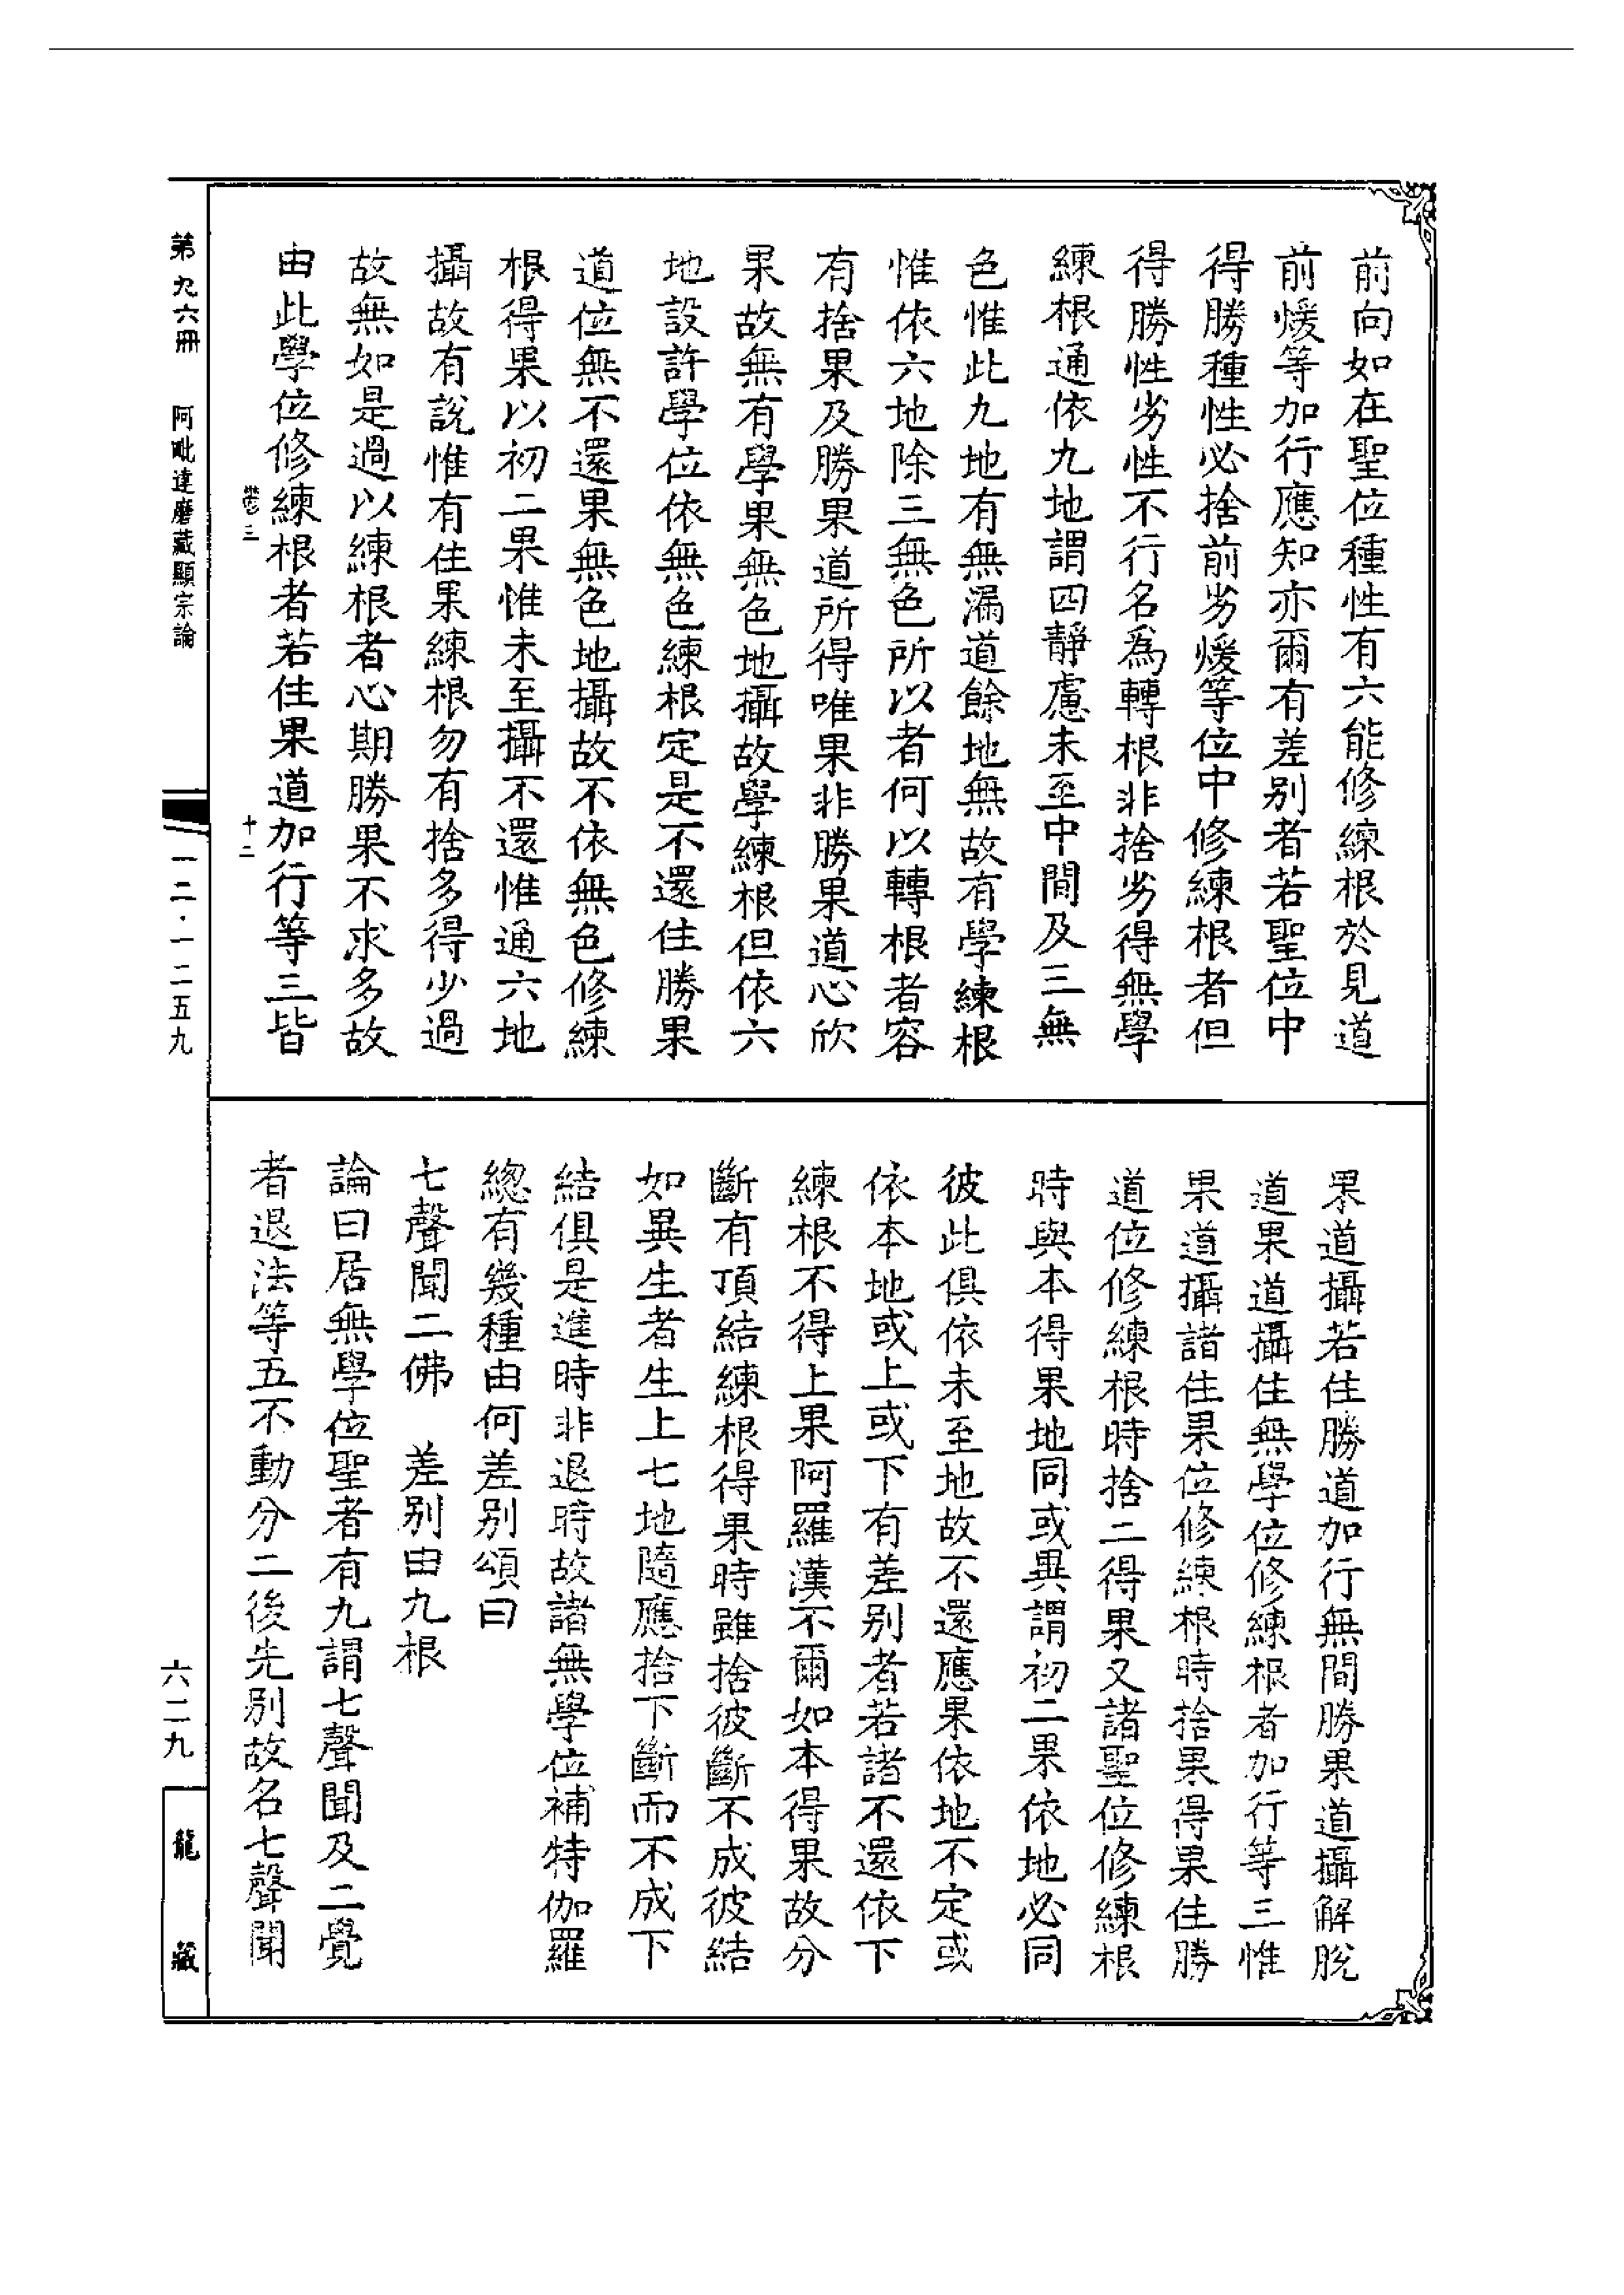 前向如在聖位種性有六能修練根於見道
前煖等加行應知亦爾有差別者若聖位中
得勝種性必捨前劣煖等位中修練根者但
得勝性劣性不行名為轉根非捨劣得無學
練根通依九地謂四靜慮未至中間及三無
色惟此九地有無漏道餘地無故有學練根
惟依六地除三無色所以者何以轉根者容
有捨果及勝果道所得唯果非勝果道心欣
果故無有學果無色地攝故學練根但依六
地設許學位依無色練根定是不還住勝果
道位無不還果無色地攝故不依無色修練
根得果以初二果惟未至攝不還惟通六地
攝故有說惟有住果練根勿有捨多得少過
故無如是過以練根者心期勝果不求多故
由此學位修練根者若住果道加行等三皆
十二
第九六冊 阿毗達磨藏顯宗論
一二·一二五九
果道攝若住勝道加行無間勝果道攝解脫
道果道攝住無學位修練根者加行等三惟
果道攝諸住果位修練根時捨果得果住勝
道位修練根時捨二得果又諸聖位修練根
時與本得果地同或異謂初二果依地必同
彼此俱依未至地故不還應果依地不定或
依本地或上或下有差別者若諸不還依下
練根不得上果阿羅漢不爾如本得果故分
斷有頂結練根得果時雖捨彼斷不成彼結
如異生者生上七地隨應捨下斷而不成下
結俱是進時非退時故諸無學位補特伽羅
總有幾種由何差別頌曰
七聲聞二佛 差別由九根
論曰居無學位聖者有九謂七聲聞及二覺
者退法等五不動分二後先別故名七聲聞
六二九
龍藏